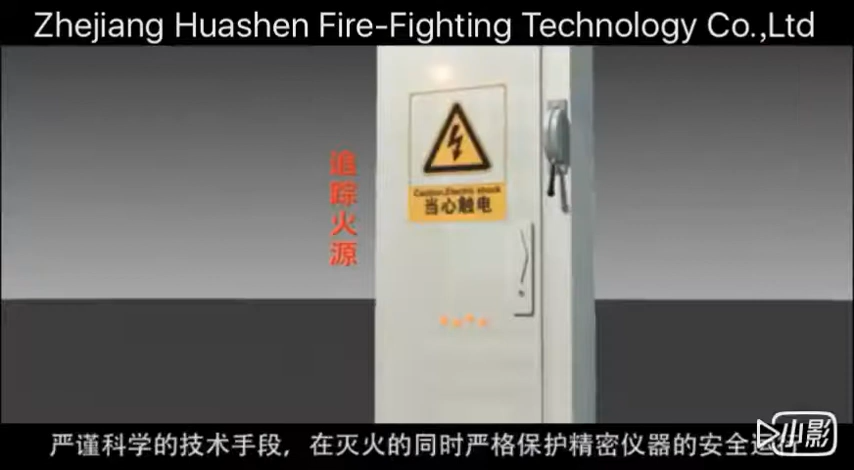 Zhejiang Huashen Fire-Fighting Technology Co.,Ltd
追踪火源
Caution,Electric shock
当心触电
严谨科学的技术手段，在灭火的同时严格保护精密仪器的安全运行
小影